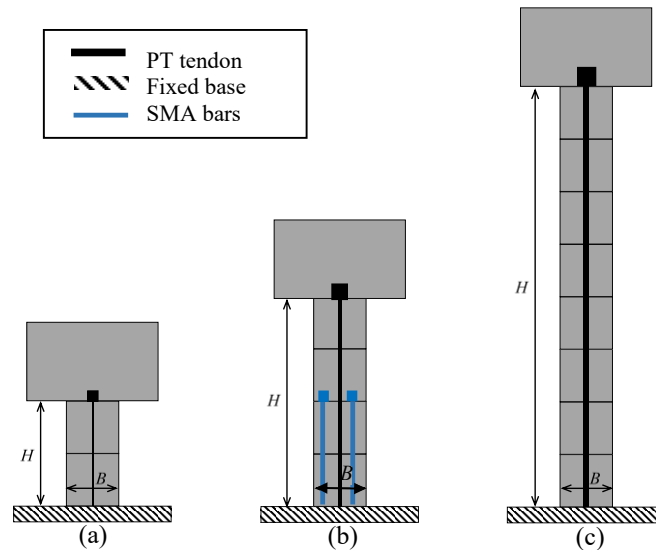 PT tendon
Fixed base
SMA bars
H
B
(a)
H
B
(b)
H
B
(c)